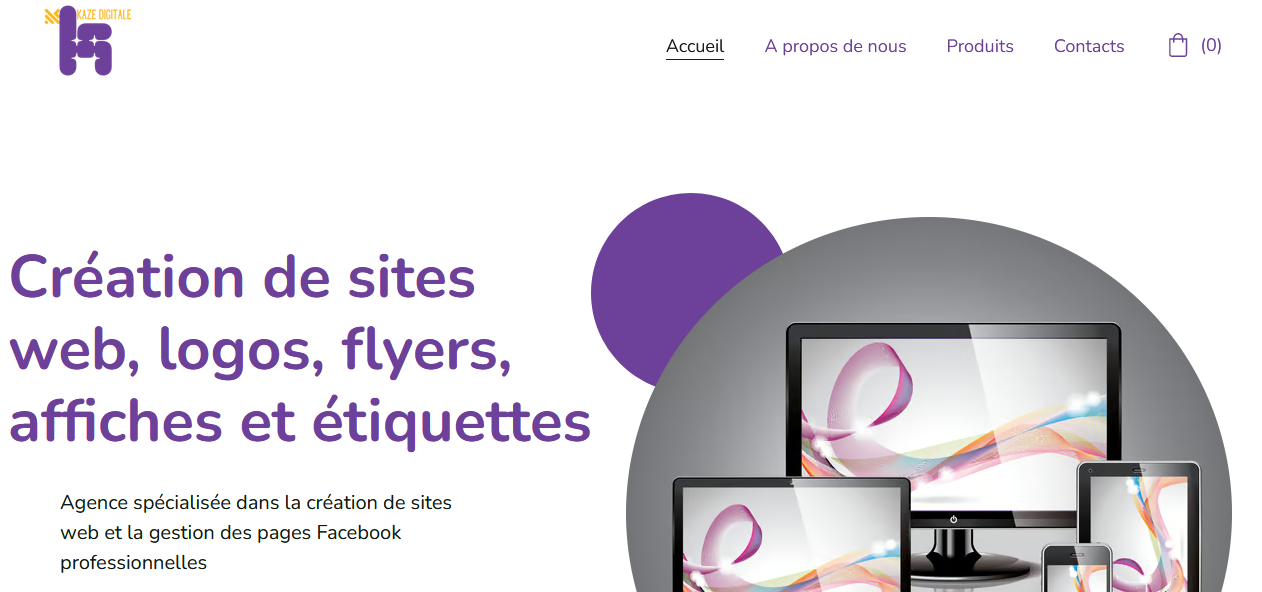 KAZE DIGITALE
Accueil
A propos de nous
Produits
Contacts
(0)
Création de sites
web, logos, flyers,
affiches et étiquettes
Agence spécialisée dans la création de sites
web et la gestion des pages Facebook
professionnelles